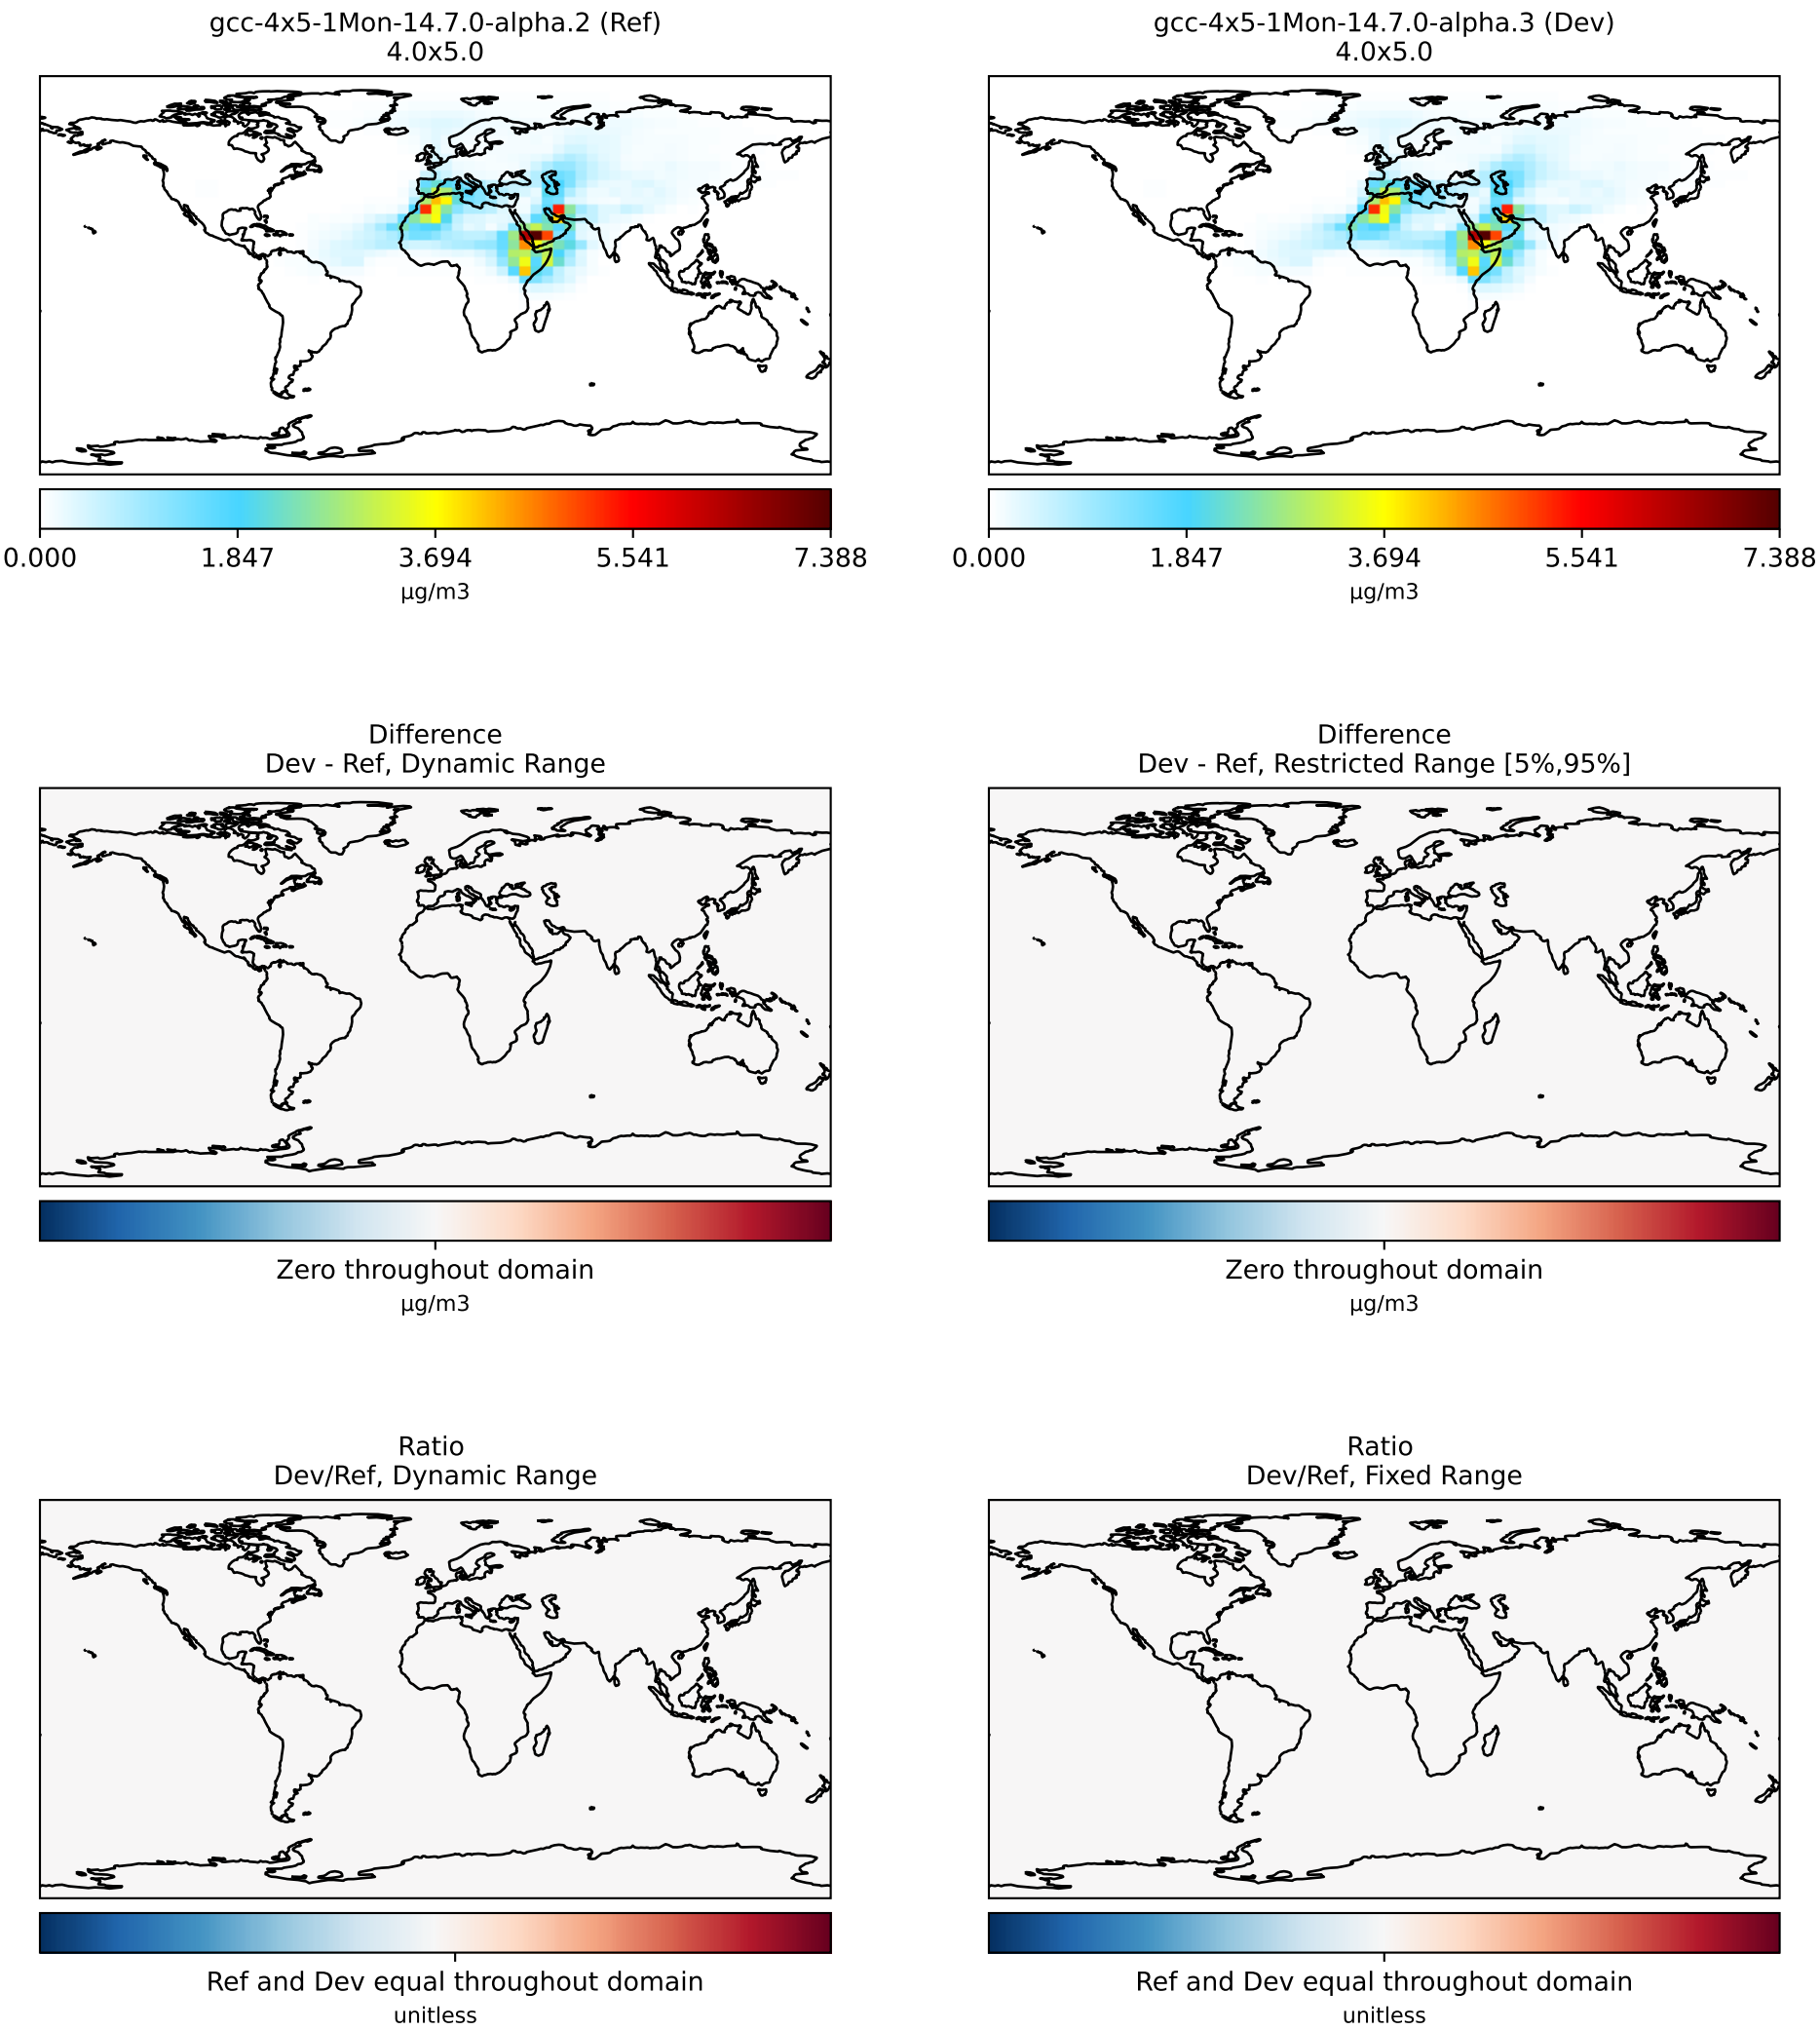 gcc-4x5-1Mon-14.7.0-alpha.2 (Ref)
4.0x5.0
gcc-4x5-1Mon-14.7.0-alpha.3 (Dev)
4.0x5.0
0.000 1.847 3.694 5.541 7.388
µg/m3
0.000 1.847 3.694 5.541 7.388
µg/m3
Difference
Dev - Ref, Dynamic Range
Difference
Dev - Ref, Restricted Range [5%,95%]
Zero throughout domain
µg/m3
Zero throughout domain
µg/m3
Ratio
Dev/Ref, Dynamic Range
Ratio
Dev/Ref, Fixed Range
Ref and Dev equal throughout domain
unitless
Ref and Dev equal throughout domain
unitless